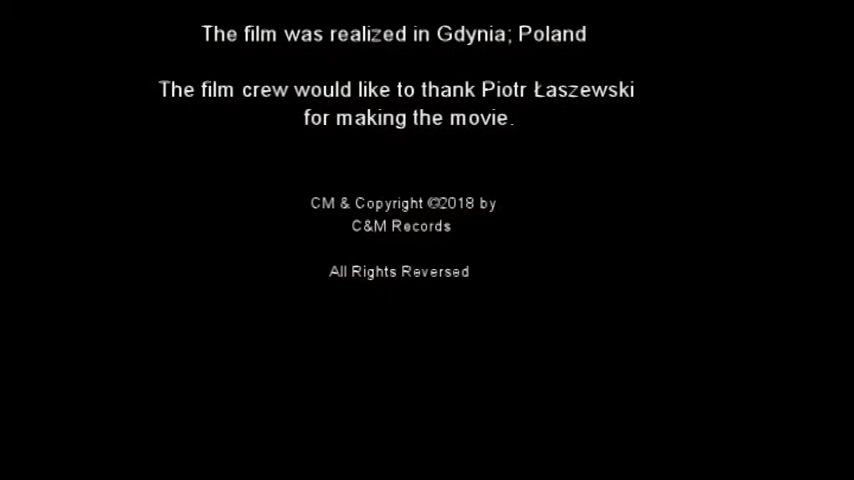 The film was realized in Gdynia; Poland
The film crew would like to thank Piotr Łaszewski
for making the movie.
CM & Copyright ©2018 by
C&M Records
All Rights Reversed